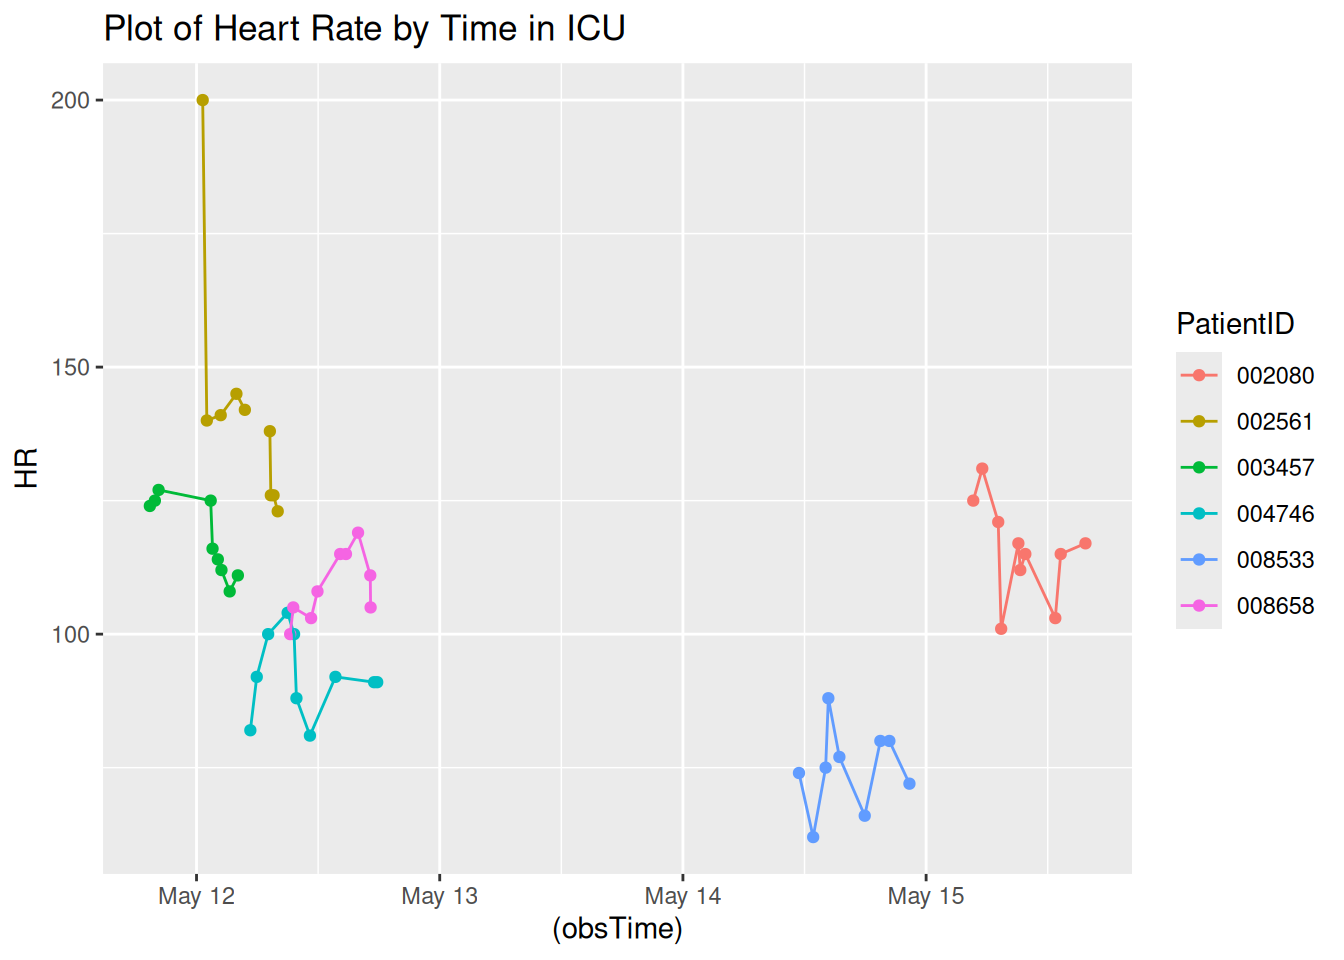 Plot of Heart Rate by Time in ICU
HR
200
150
100
May 12
May 13
May 14
May 15
(obsTime)
PatientID
002080
002561
003457
004746
008533
008658